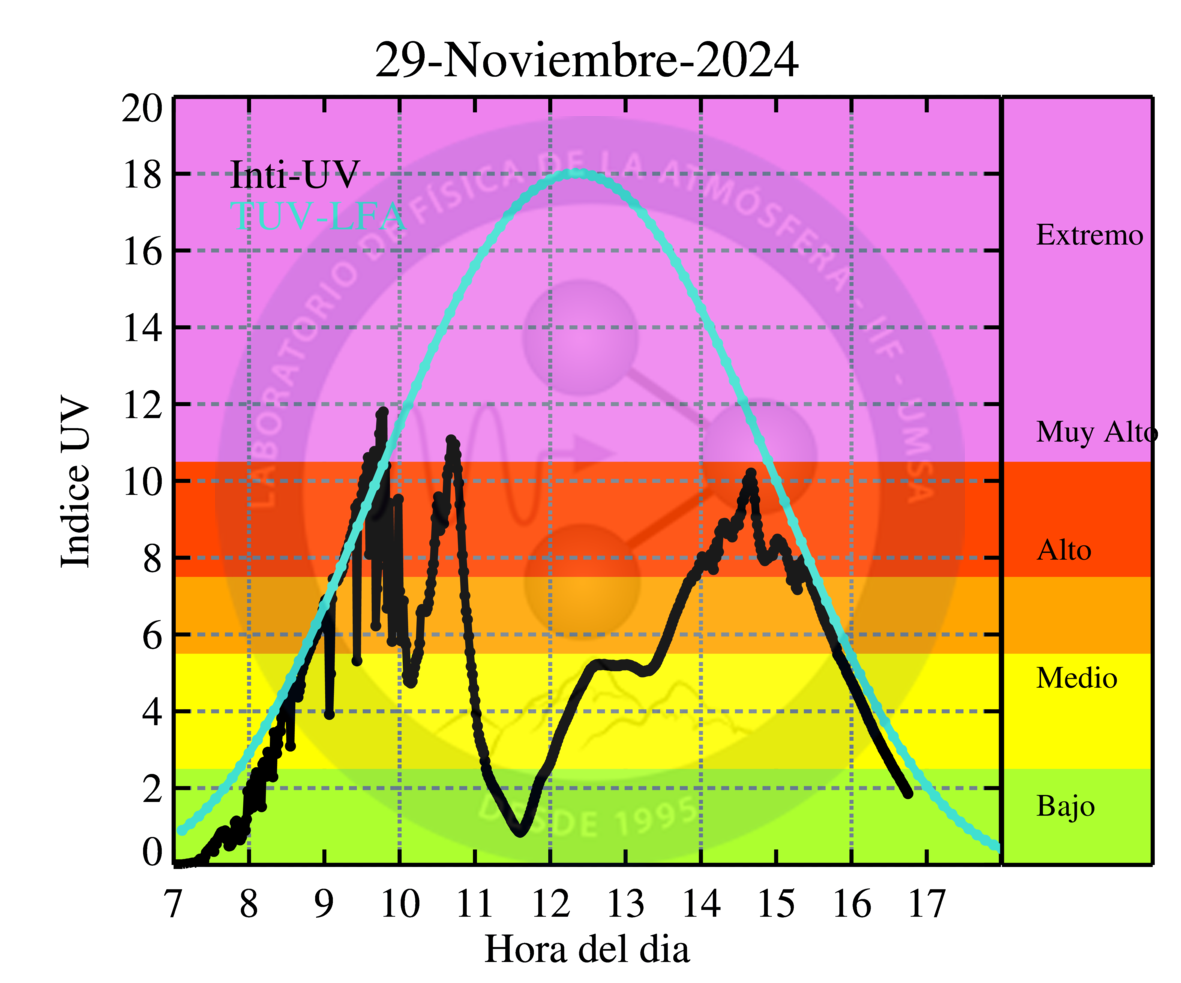 29-Noviembre-2024
20
18
16
14
12
10
8
6
4
2
0
Indice UV
Inti-UV
TUV-LFA
LABORATORIO DE FÍSICA DE LA ATMÓSFERA - IIF - UMSA
DESDE 1995
Extremo
Muy Alto
Alto
Medio
Bajo
7 8 9 10 11 12 13 14 15 16 17
Hora del dia